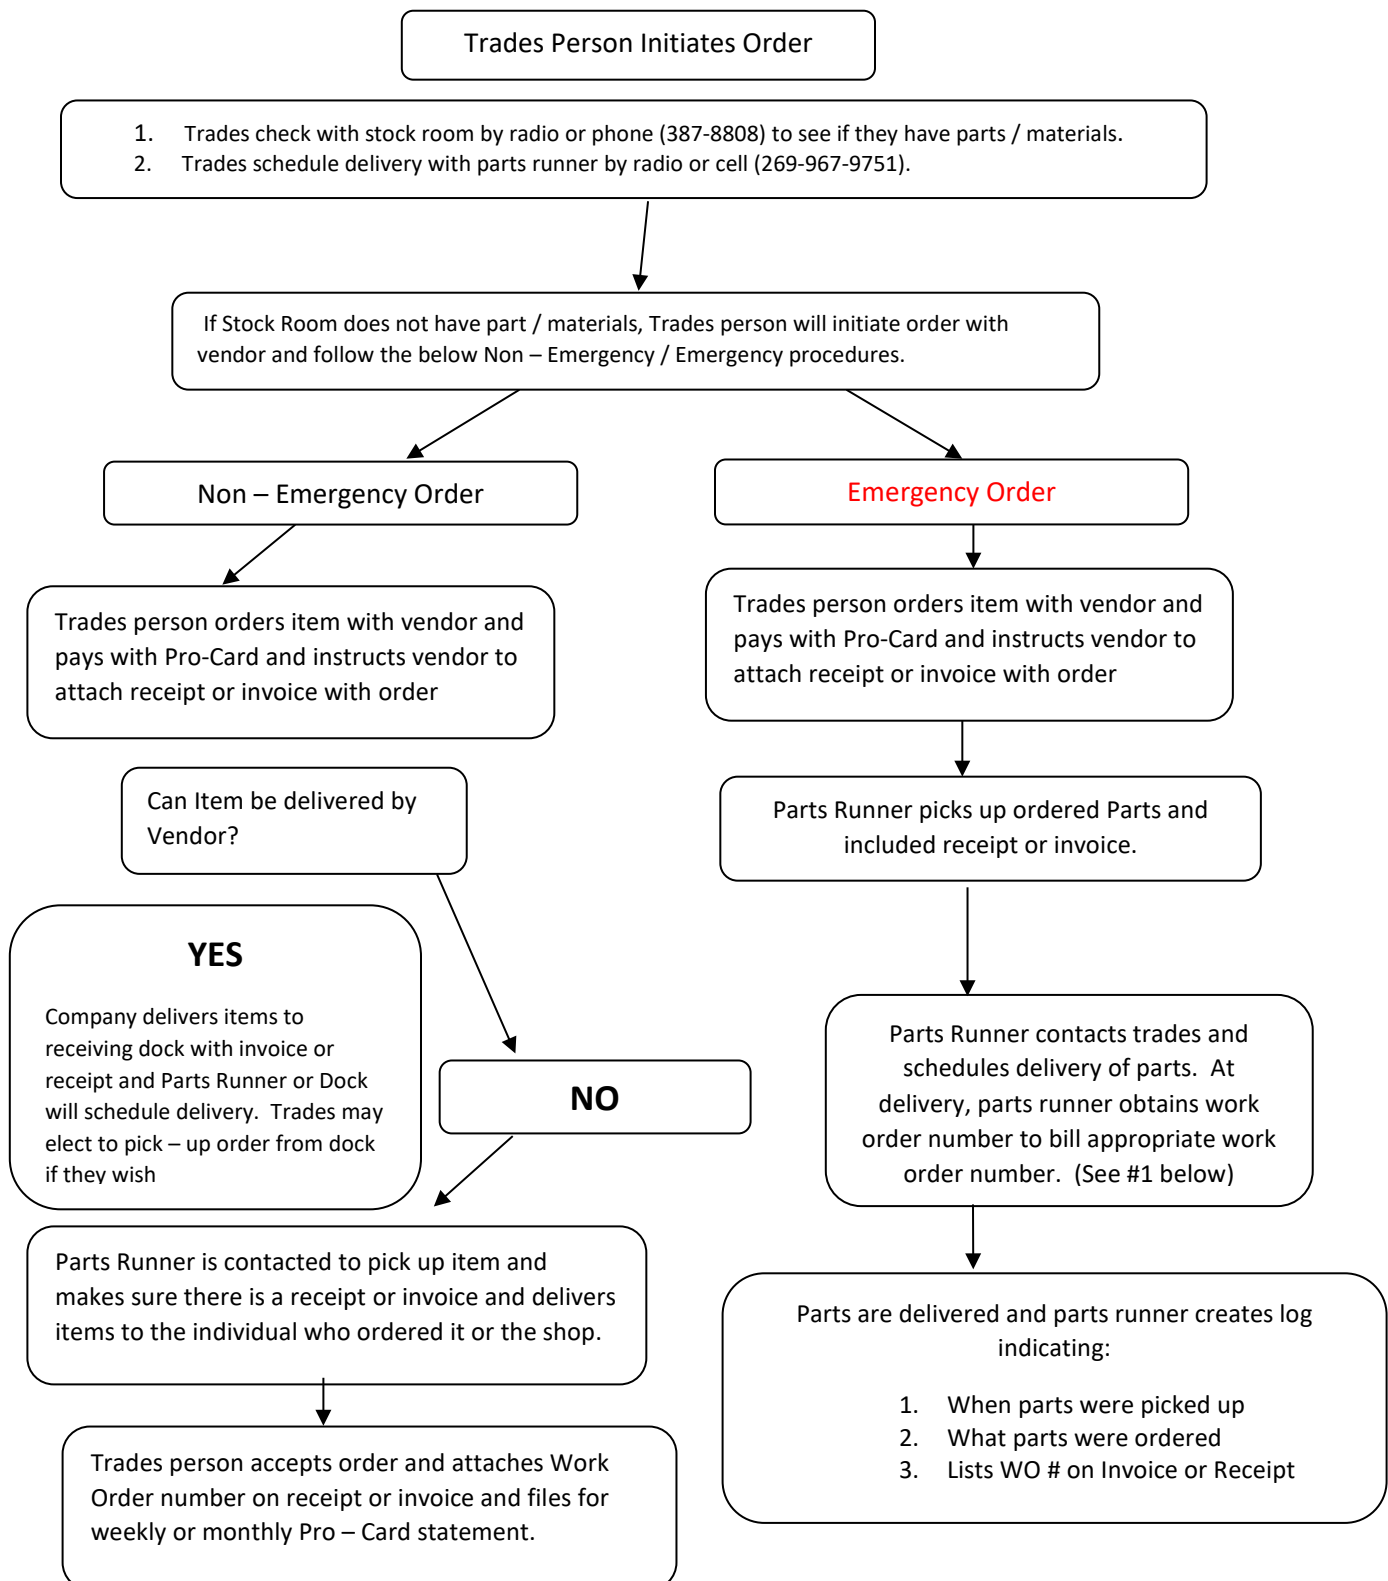 Trades Person Initiates Order
1. Trades check with stock room by radio or phone (387-8808) to see if they have parts / materials.
2. Trades schedule delivery with parts runner by radio or cell (269-967-9751).
If Stock Room does not have part / materials, Trades person will initiate order with
vendor and follow the below Non – Emergency / Emergency procedures.
Non – Emergency Order
Emergency Order
Trades person orders item with vendor and
pays with Pro-Card and instructs vendor to
attach receipt or invoice with order
Trades person orders item with vendor and
pays with Pro-Card and instructs vendor to
attach receipt or invoice with order
Can Item be delivered by
Vendor?
Parts Runner picks up ordered Parts and
included receipt or invoice.
YES
Company delivers items to
receiving dock with invoice or
receipt and Parts Runner or Dock
will schedule delivery. Trades may
elect to pick – up order from dock
if they wish
NO
Parts Runner contacts trades and
schedules delivery of parts. At
delivery, parts runner obtains work
order number to bill appropriate work
order number. (See #1 below)
Parts Runner is contacted to pick up item and
makes sure there is a receipt or invoice and delivers
items to the individual who ordered it or the shop.
Parts are delivered and parts runner creates log
indicating:
1. When parts were picked up
2. What parts were ordered
3. Lists WO # on Invoice or Receipt
Trades person accepts order and attaches Work
Order number on receipt or invoice and files for
weekly or monthly Pro – Card statement.